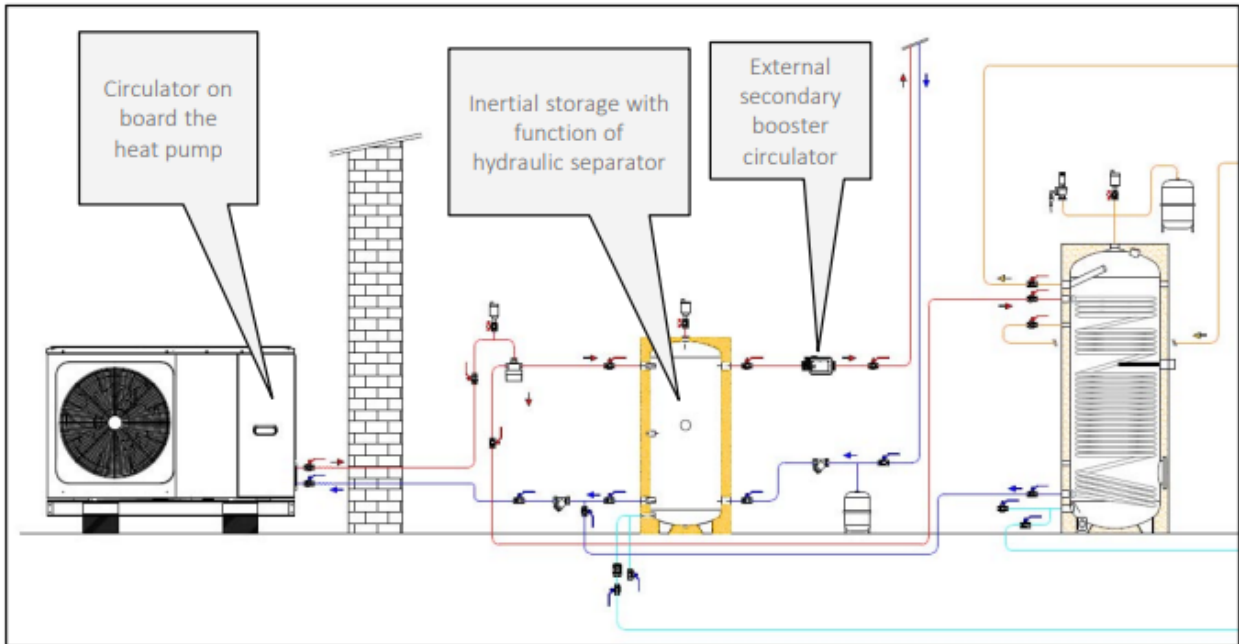 Circulator on
board the
heat pump
Inertial storage with
function of
hydraulic separator
External
secondary
booster
circulator